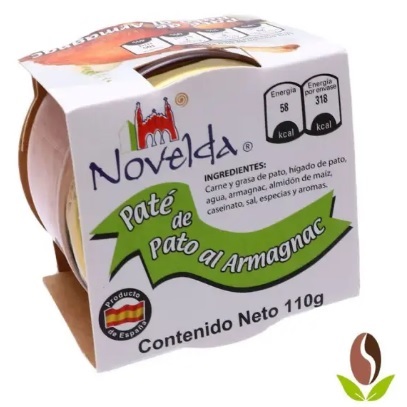 Novelda ®
Energía
58
kcal
Energía
por envase
318
kcal
INGREDIENTES:
Carne y grasa de pato, hígado de pato,
agua, armagnac, almidón de maíz,
caseinato, sal, especias y aromas.
Paté
de
Pato al Armagnac
Producto
de España
Contenido Neto 110g